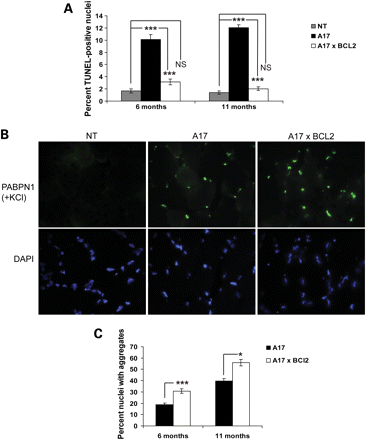 A
Percent TUNEL-positive nuclei
14
12
10
8
6
4
2
0
***
NS
***
***
NS
***
6 months
11 months
NT
A17
A17 x BCL2
B
NT
A17
A17 x BCL2
PABPN1
(+KCl)
DAPI
C
Percent nuclei with aggregates
70
60
50
40
30
20
10
0
***
*
6 months
11 months
A17
A17 x BCl2